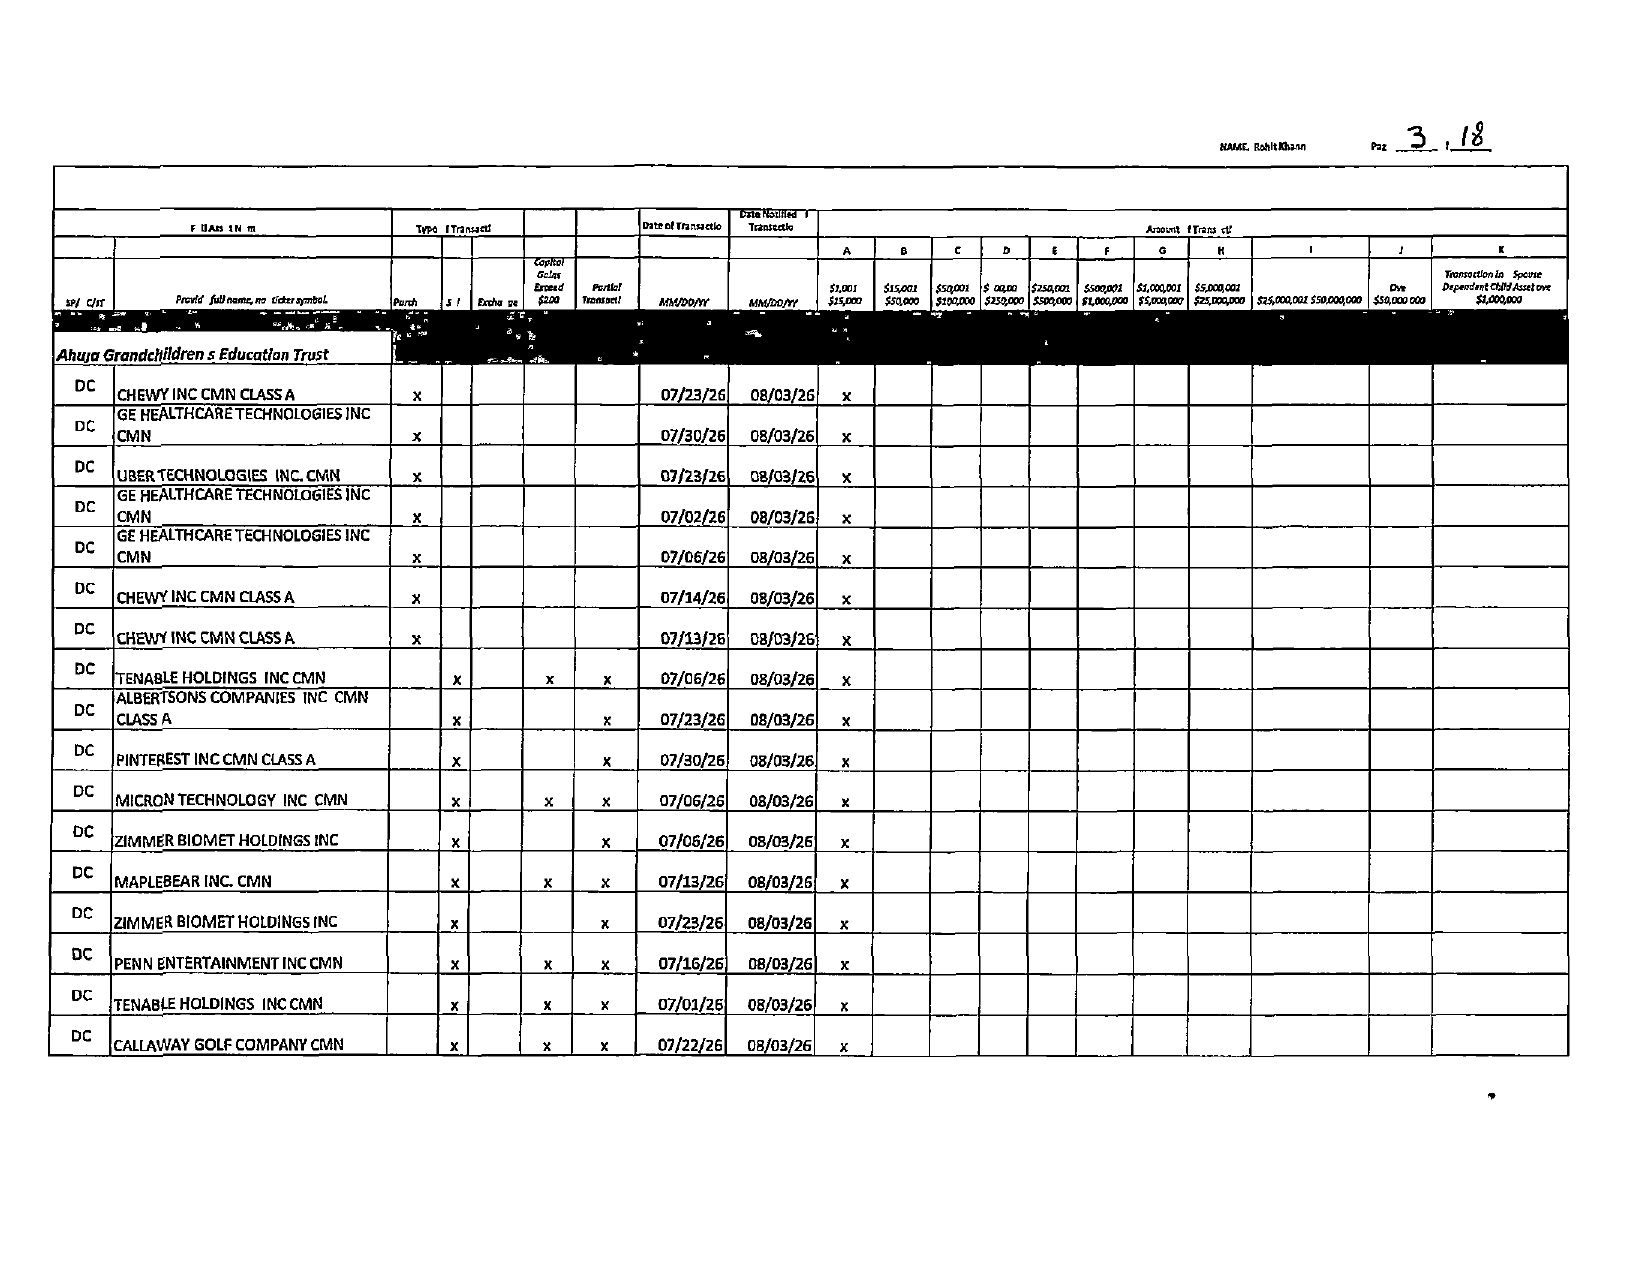 NAME. Rohit Khann 3 , 18
Date Notified
Date of Transactio Transactio
A B C D E F G H I J K
Capital
Gains
Exceed
$200
Partial
Transaction in Spouse
Dependent Child Asset ove
$1,000,000
SP/ Provid full name, no ticker symbol. MM/DO/YY MM/DO/YY
$1,001 $15,001 $50,001 $250,001 $500,001 $1,000,001 $5,000,001
$15,000 $50,000 $100,000 $250,000 $500,000 $1,000,000 $5,000,000 $25,000,000 $25,000,001 $50,000,000 $50,000 000
Ahuja Grandchildren s Education Trust
DC CHEWY INC CMN CLASS A x 07/23/26 08/03/26 x
DC GE HEALTHCARE TECHNOLOGIES INC
CMN x 07/30/26 08/03/26 x
DC UBER TECHNOLOGIES INC. CMN x 07/23/26 08/03/26 x
DC GE HEALTHCARE TECHNOLOGIES INC
CMN x 07/02/26 08/03/26 x
DC GE HEALTHCARE TECHNOLOGIES INC
CMN x 07/06/26 08/03/26 x
DC CHEWY INC CMN CLASS A x 07/14/26 08/03/26 x
DC CHEWY INC CMN CLASS A x 07/13/26 08/03/26 x
DC TENABLE HOLDINGS INC CMN x x x 07/06/26 08/03/26 x
DC ALBERTSONS COMPANIES INC CMN
CLASS A x x 07/23/26 08/03/26 x
DC PINTEREST INC CMN CLASS A x x 07/30/26 08/03/26 x
DC MICRON TECHNOLOGY INC CMN x x x 07/06/26 08/03/26 x
DC ZIMMER BIOMET HOLDINGS INC x x 07/06/26 08/03/26 x
DC MAPLEBEAR INC. CMN x x x 07/13/26 08/03/26 x
DC ZIMMER BIOMET HOLDINGS INC x x 07/23/26 08/03/26 x
DC PENN ENTERTAINMENT INC CMN x x x 07/16/26 08/03/26 x
DC TENABLE HOLDINGS INC CMN x x x 07/01/26 08/03/26 x
DC CALLAWAY GOLF COMPANY CMN x x x 07/22/26 08/03/26 x